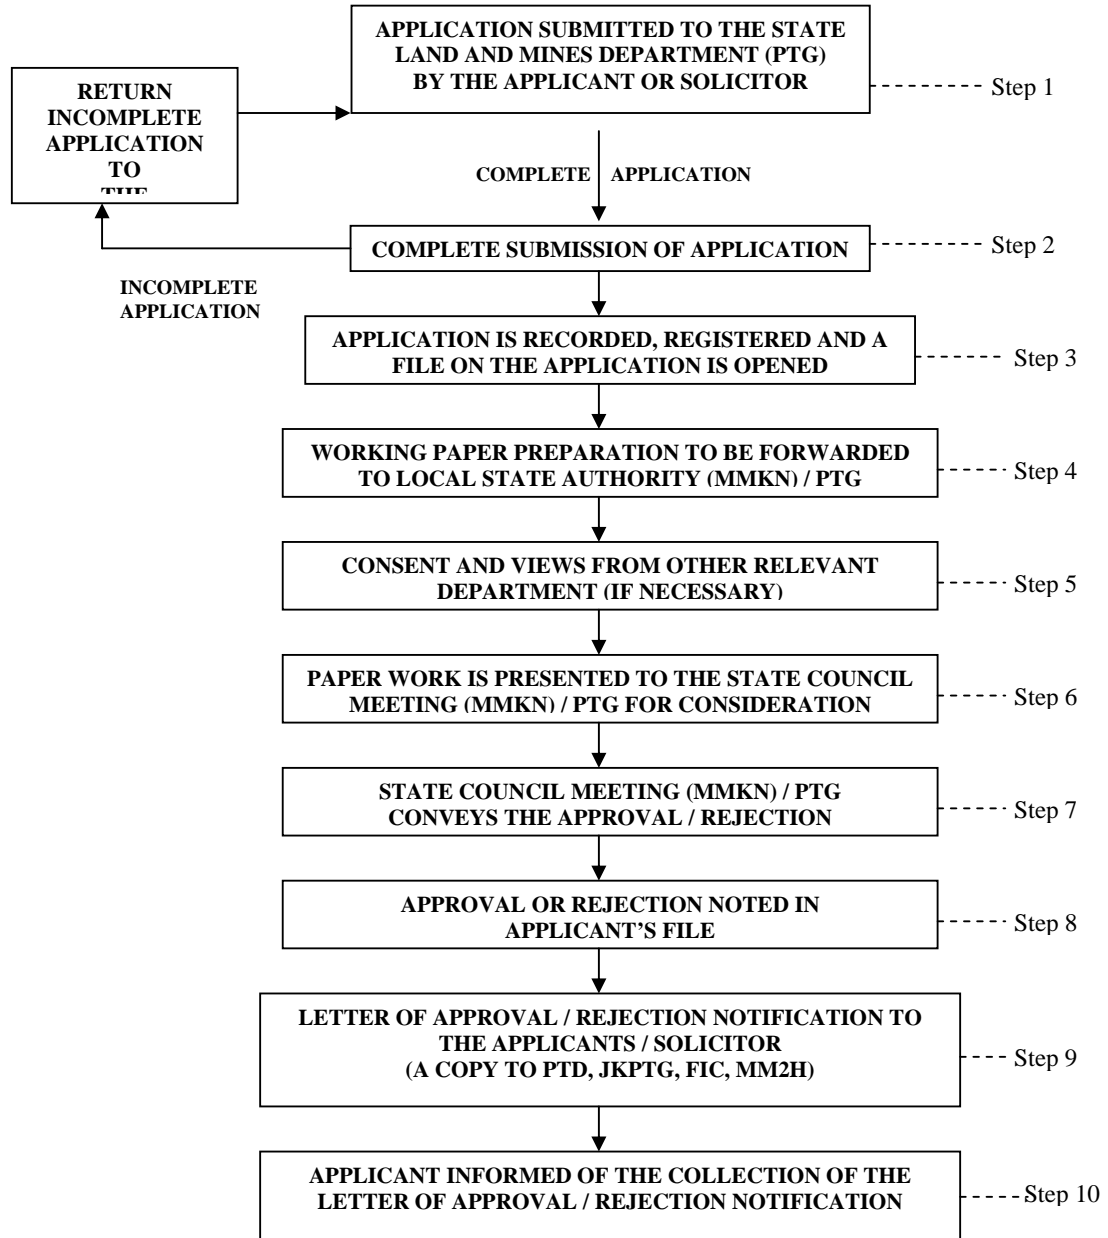 APPLICATION SUBMITTED TO THE STATE
LAND AND MINES DEPARTMENT (PTG)
BY THE APPLICANT OR SOLICITOR
Step 1
RETURN
INCOMPLETE
APPLICATION
TO
THE
COMPLETE APPLICATION
COMPLETE SUBMISSION OF APPLICATION
Step 2
INCOMPLETE
APPLICATION
APPLICATION IS RECORDED, REGISTERED AND A
FILE ON THE APPLICATION IS OPENED
Step 3
WORKING PAPER PREPARATION TO BE FORWARDED
TO LOCAL STATE AUTHORITY (MMKN) / PTG
Step 4
CONSENT AND VIEWS FROM OTHER RELEVANT
DEPARTMENT (IF NECESSARY)
Step 5
PAPER WORK IS PRESENTED TO THE STATE COUNCIL
MEETING (MMKN) / PTG FOR CONSIDERATION
Step 6
STATE COUNCIL MEETING (MMKN) / PTG
CONVEYS THE APPROVAL / REJECTION
Step 7
APPROVAL OR REJECTION NOTED IN
APPLICANT'S FILE
Step 8
LETTER OF APPROVAL / REJECTION NOTIFICATION TO
THE APPLICANTS / SOLICITOR
(A COPY TO PTD, JKPTG, FIC, MM2H)
Step 9
APPLICANT INFORMED OF THE COLLECTION OF THE
LETTER OF APPROVAL / REJECTION NOTIFICATION
Step 10